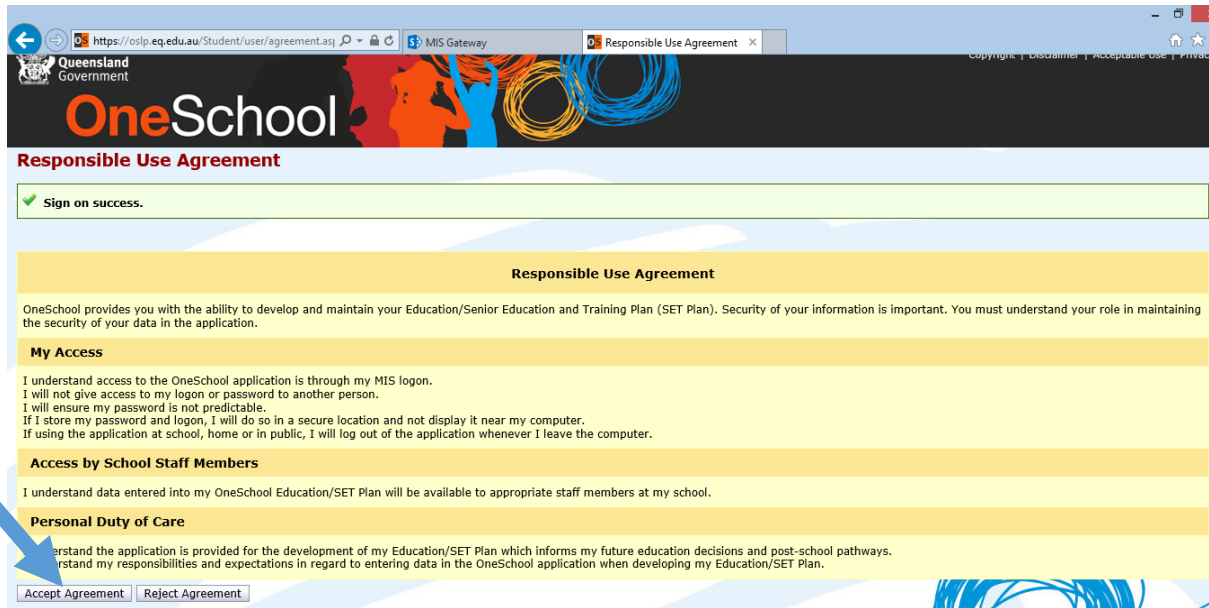 https://oslp.eq.edu.au/Student/user/agreement.as
MIS Gateway
Responsible Use Agreement
Queensland
Government
Copyright | Disclaimer | Acceptable Use |
OneSchool
Responsible Use Agreement
Sign on success.
Responsible Use Agreement
OneSchool provides you with the ability to develop and maintain your Education/Senior Education and Training Plan (SET Plan). Security of your information is important. You must understand your role in maintaining
the security of your data in the application.
My Access
I understand access to the OneSchool application is through my MIS logon.
I will not give access to my logon or password to another person.
I will ensure my password is not predictable.
If I store my password and logon, I will do so in a secure location and not display it near my computer.
If using the application at school, home or in public, I will log out of the application whenever I leave the computer.
Access by School Staff Members
I understand data entered into my OneSchool Education/SET Plan will be available to appropriate staff members at my school.
Personal Duty of Care
erstand the application is provided for the development of my Education/SET Plan which informs my future education decisions and post-school pathways.
erstand my responsibilities and expectations in regard to entering data in the OneSchool application when developing my Education/SET Plan.
Accept Agreement Reject Agreement